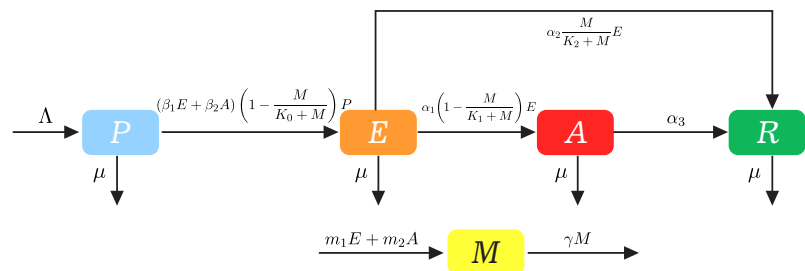 α₂ M/(K₂ + M) E
Λ
P
(β₁E + β₂A) (1 − M/(K₀ + M)) P
E
α₁(1 − M/(K₁ + M)) E
A
α₃
R
μ
μ
μ
μ
m₁E + m₂A
M
γM